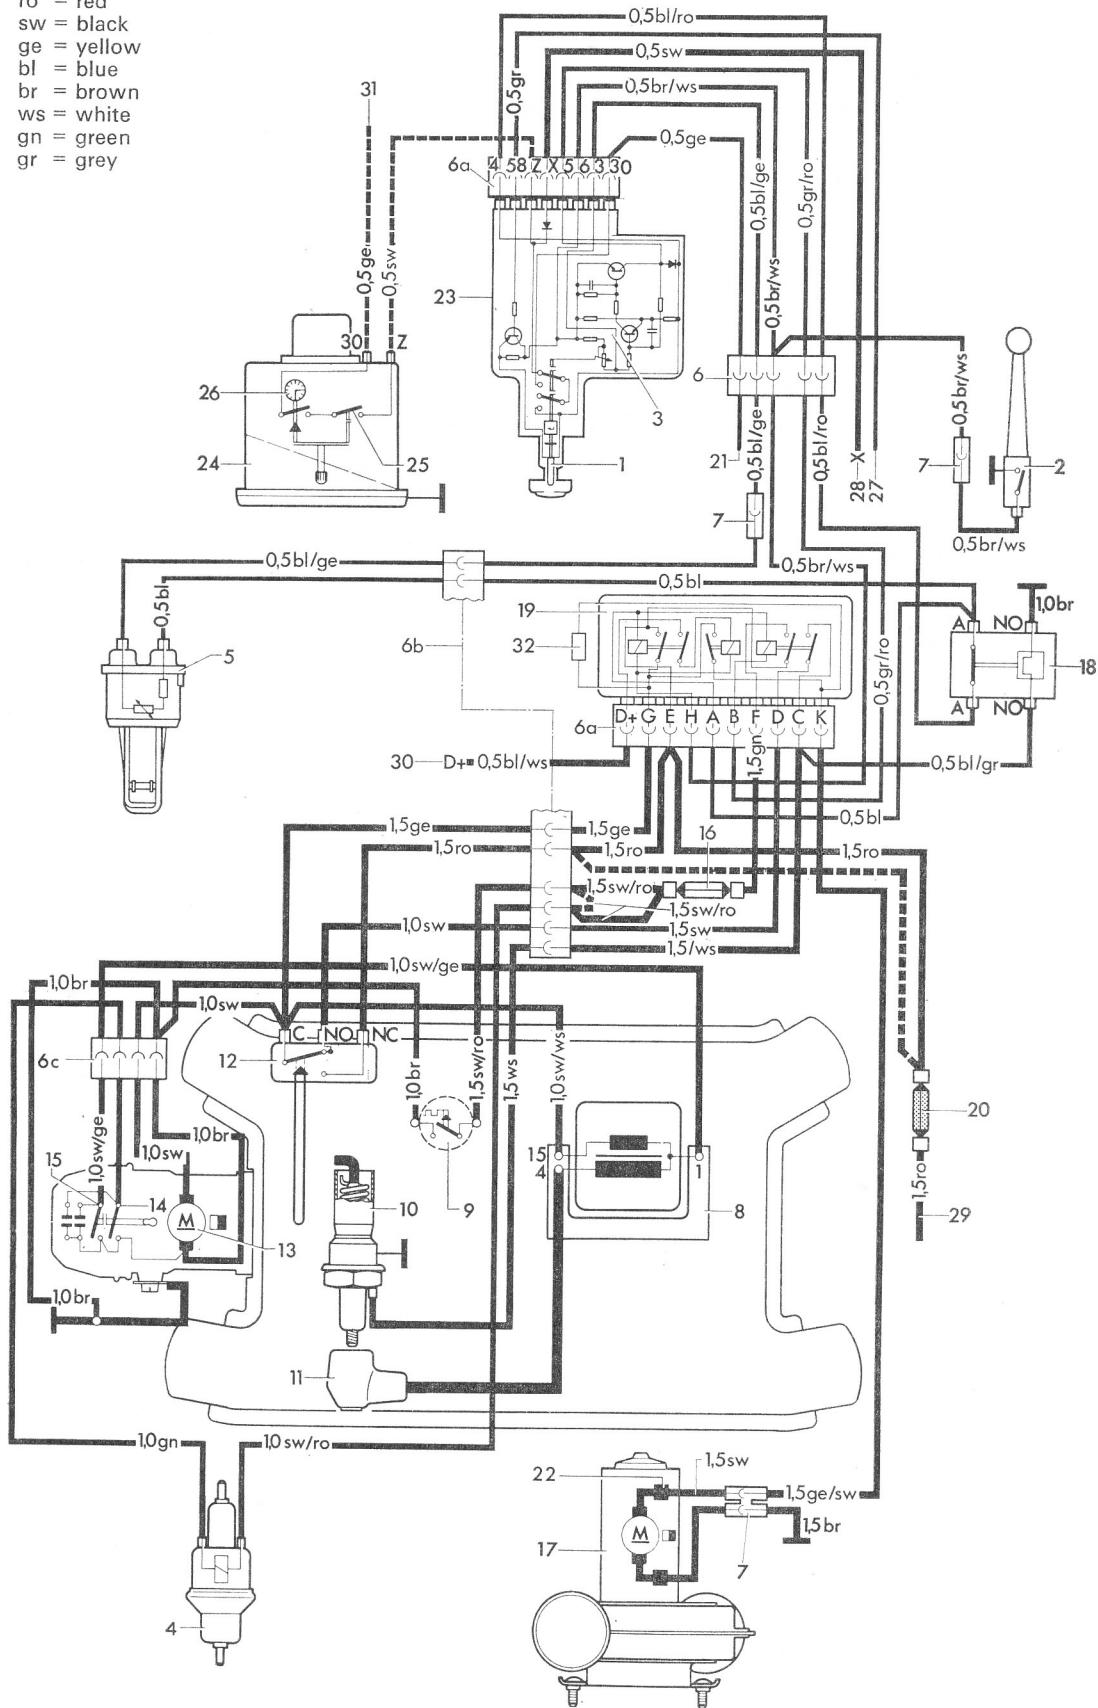 ro = red
sw = black
ge = yellow
bl = blue
br = brown
ws = white
gn = green
gr = grey
0,5bl/ro
0,5sw
0,5gr
0,5br/ws
0,5ge
31
6a
4 58 Z X 5 6 3 30
0,5ge
0,5sw
0,5bl/ge
0,5gr/ro
0,5br/ws
23
30 Z
26
6
3
0,5br/ws
24
25
1
21
0,5bl/ge
0,5bl/ro
28 X
27
7
2
7
0,5br/ws
0,5bl/ge
0,5br/ws
0,5bl
0,5bl
1,0br
19
A NO
5
6b
32
0,5gr/ro
18
6a
D+ G E H A B F D C K
A NO
30 D+ 0,5bl/ws
1,5gn
0,5bl/gr
1,5ge
1,5ge
0,5bl
1,5ro
1,5ro
16
1,5ro
1,5sw/ro
1,5sw/ro
1,0sw
1,5sw
1,5/ws
1,0sw/ge
1,0br
1,0sw
C NO NC
6c
12
1,0br
1,5sw/ro
1,5ws
1,0sw/ws
20
1,0sw/ge
1,0br
1,0sw
15
15
4
1
1,5ro
14
10
9
8
29
M
13
1,0br
11
1,0gn
1,0sw/ro
22
1,5sw
1,5ge/sw
M
1,5br
17
7
4